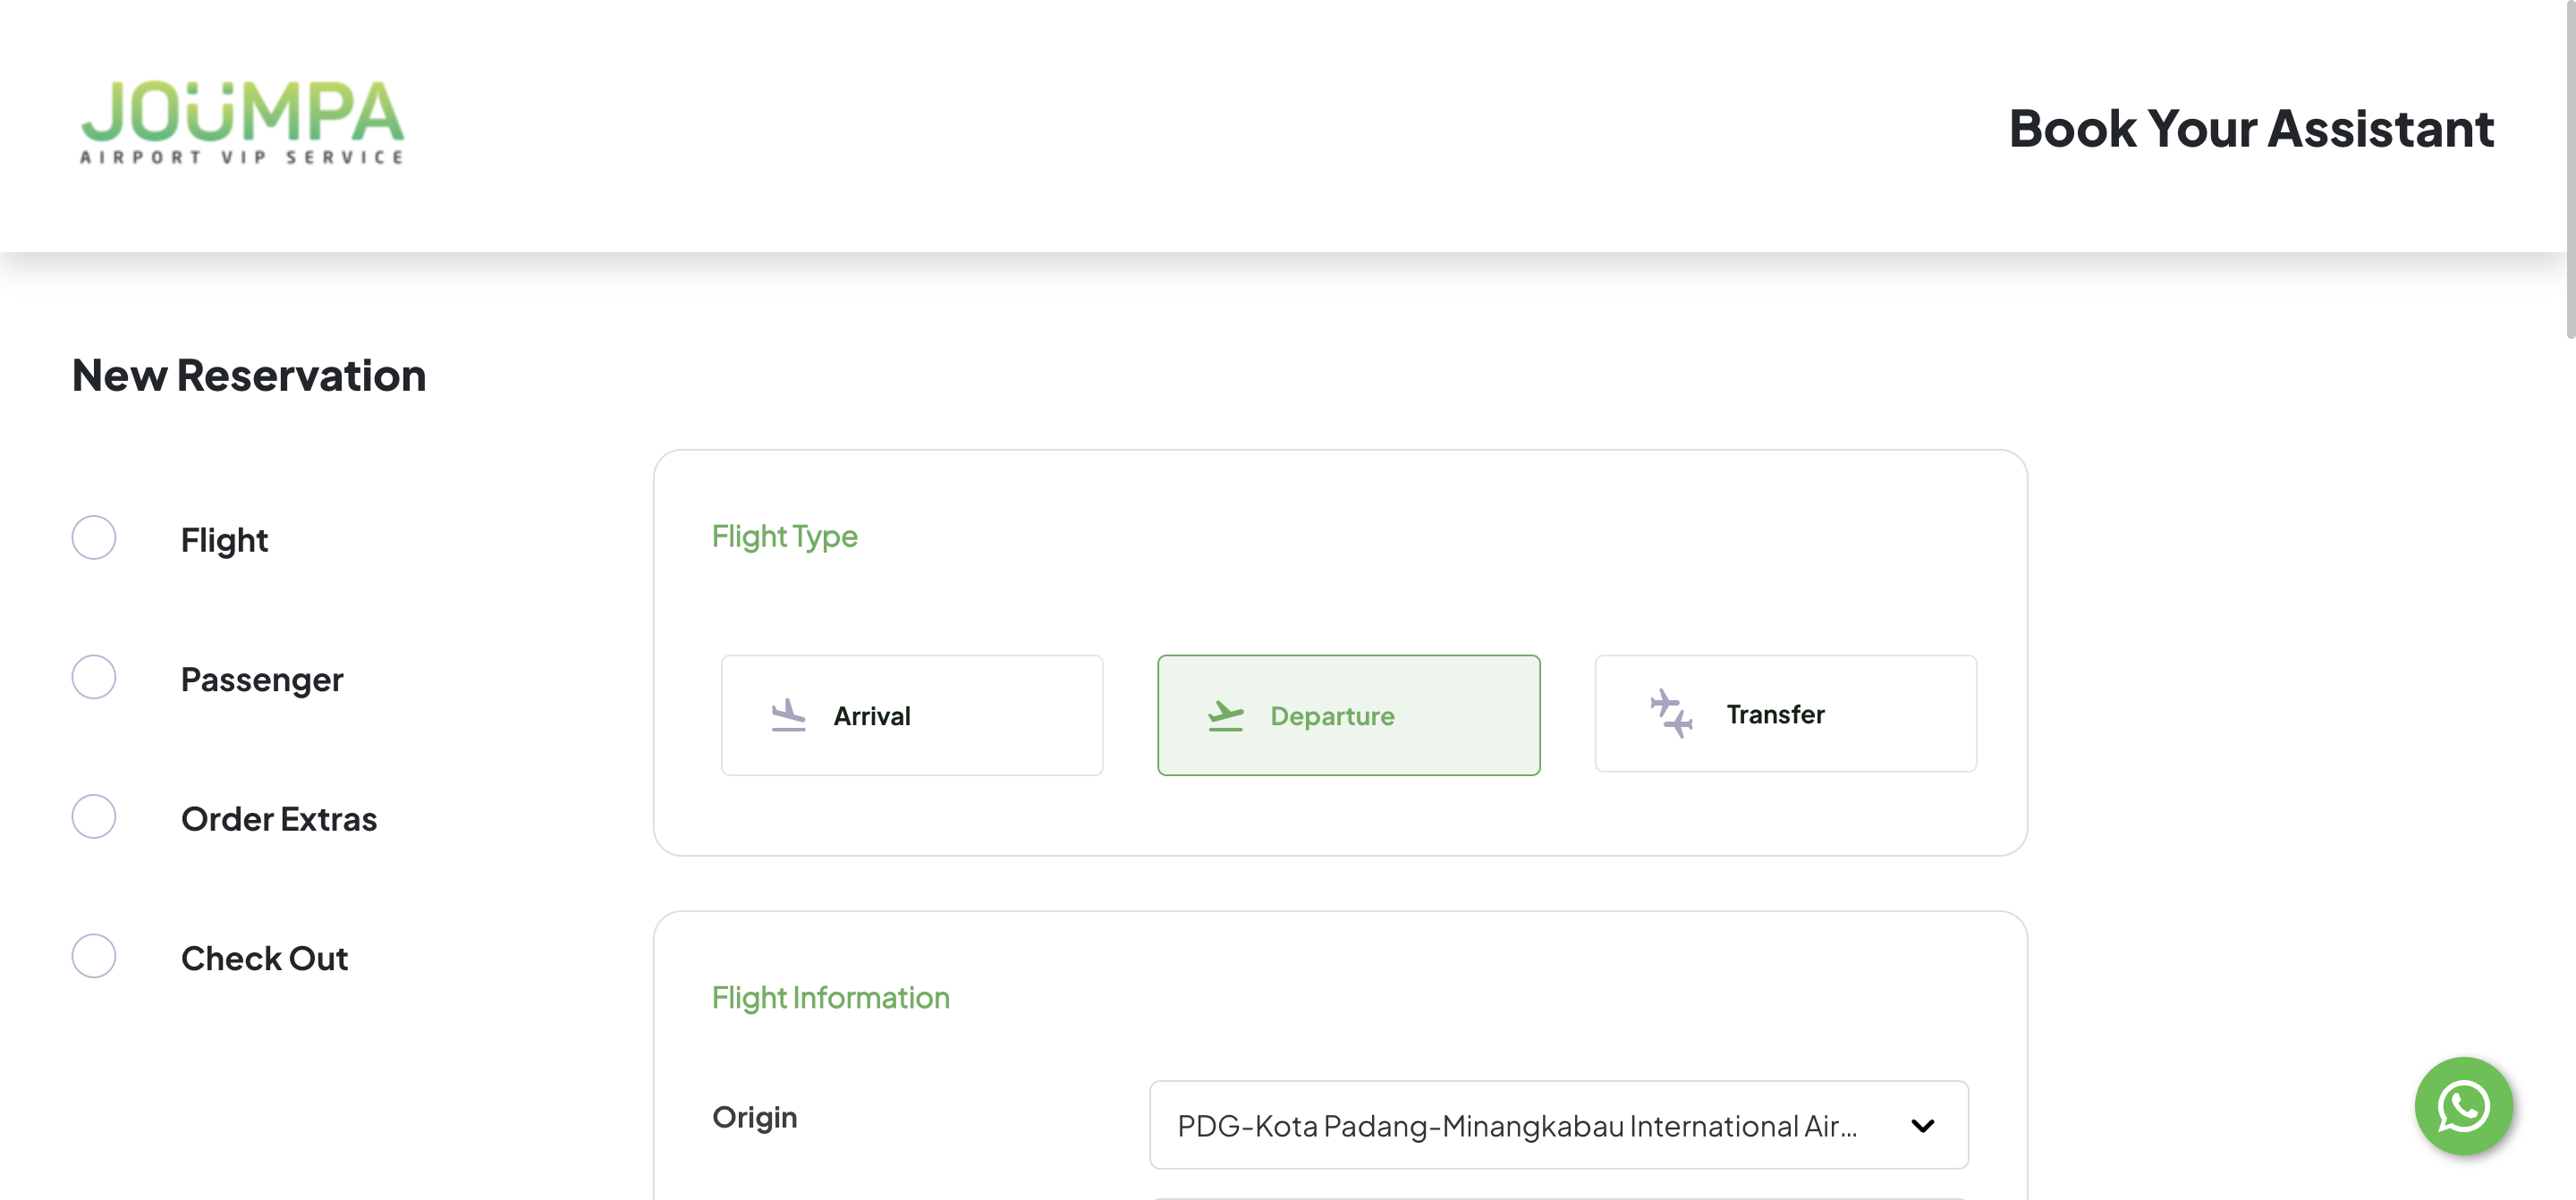 JOÜMPA
AIRPORT VIP SERVICE
Book Your Assistant
New Reservation
Flight
Passenger
Order Extras
Check Out
Flight Type
Arrival
Departure
Transfer
Flight Information
Origin
PDG-Kota Padang-Minangkabau International Air...